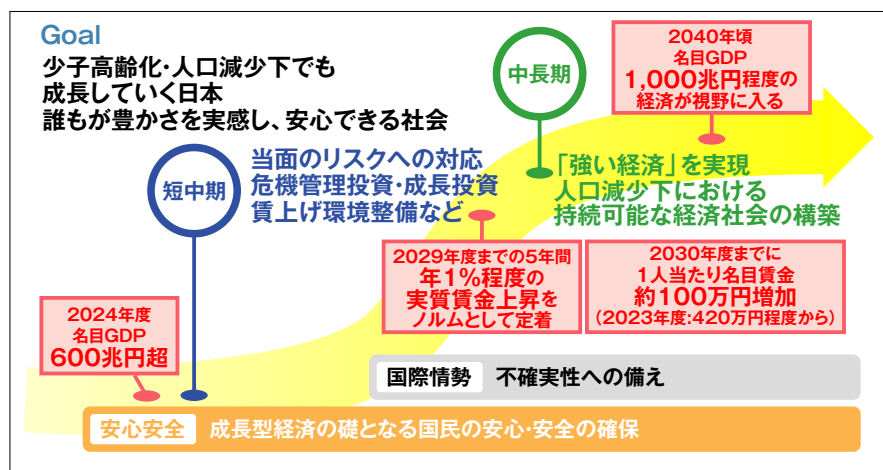 Goal
少子高齢化・人口減少下でも
成長していく日本
誰もが豊かさを実感し、安心できる社会
短中期
当面のリスクへの対応
危機管理投資・成長投資
賃上げ環境整備など
中長期
「強い経済」を実現
人口減少下における
持続可能な経済社会の構築
2040年頃
名目GDP
1,000兆円程度の
経済が視野に入る
2024年度
名目GDP
600兆円超
2029年度までの5年間
年1%程度の
実質賃金上昇を
ノルムとして定着
2030年度までに
1人当たり名目賃金
約100万円増加
(2023年度:420万円程度から)
国際情勢 不確実性への備え
安心安全 成長型経済の礎となる国民の安心・安全の確保